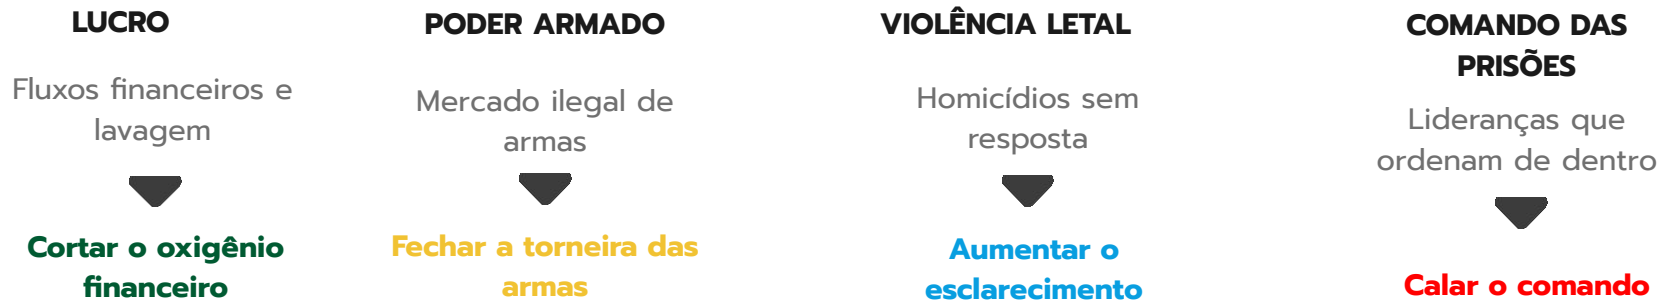 LUCRO
Fluxos financeiros e
lavagem
Cortar o oxigênio
financeiro
PODER ARMADO
Mercado ilegal de
armas
Fechar a torneira das
armas
VIOLÊNCIA LETAL
Homicídios sem
resposta
Aumentar o
esclarecimento
COMANDO DAS
PRISÕES
Lideranças que
ordenam de dentro
Calar o comando